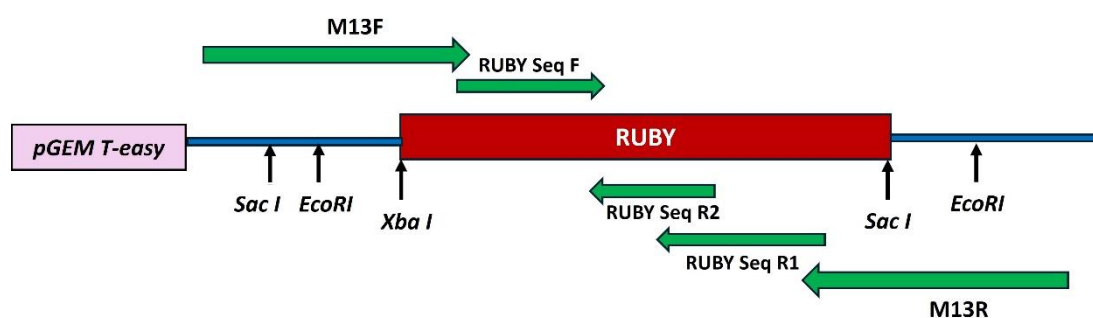 M13F
RUBY Seq F
pGEM T-easy
RUBY
Sac I
EcoRI
Xba I
RUBY Seq R2
Sac I
EcoRI
RUBY Seq R1
M13R